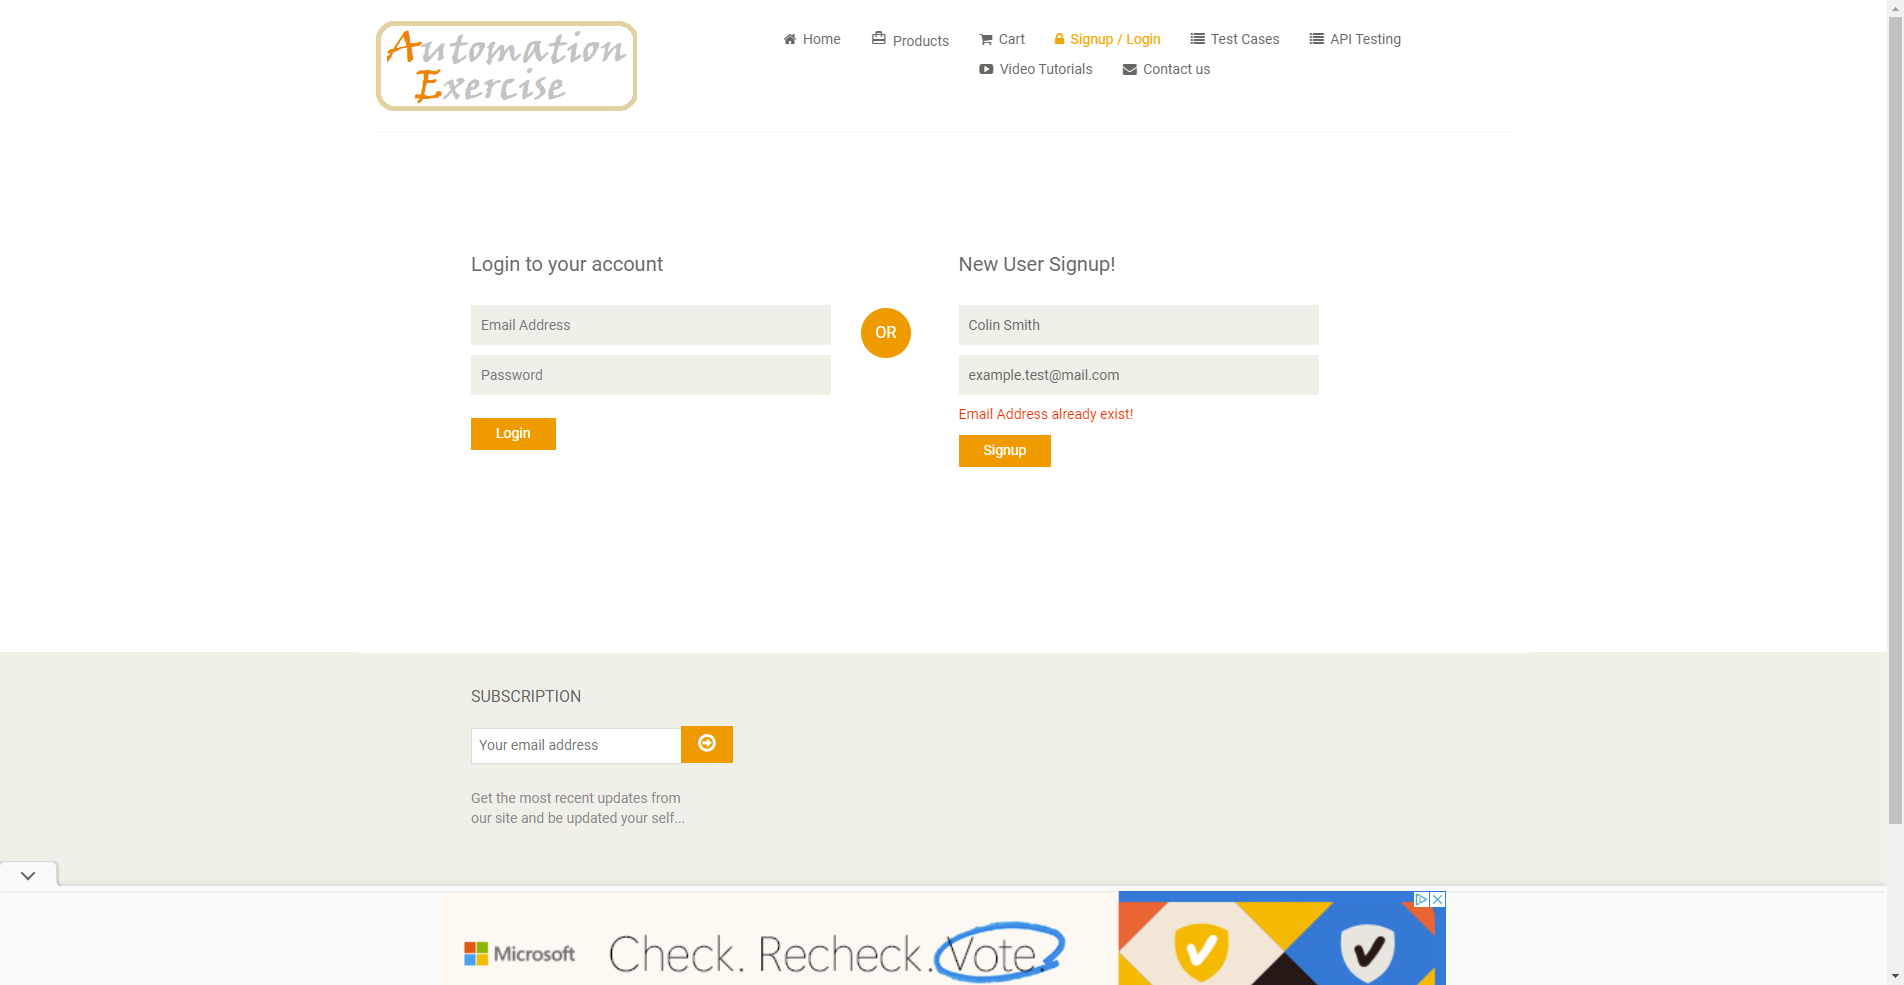 Automation
Exercise
Home
Products
Cart
Signup / Login
Test Cases
API Testing
Video Tutorials
Contact us
Login to your account
Email Address
Password
Login
OR
New User Signup!
Colin Smith
example.test@mail.com
Email Address already exist!
Signup
SUBSCRIPTION
Your email address
Get the most recent updates from
our site and be updated your self...
Microsoft
Check. Recheck. Vote.